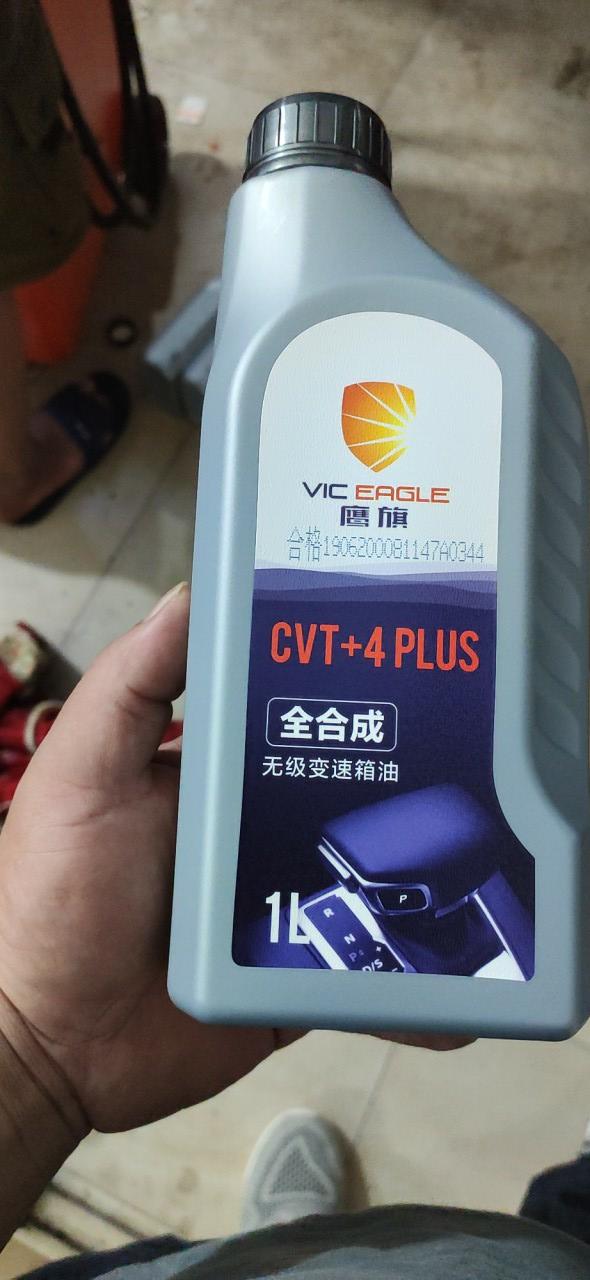 VIC EAGLE
鹰旗
合格1906200081147A0344
CVT+4 PLUS
全合成
无级变速箱油
1L
P
R
N
D/S
+
−